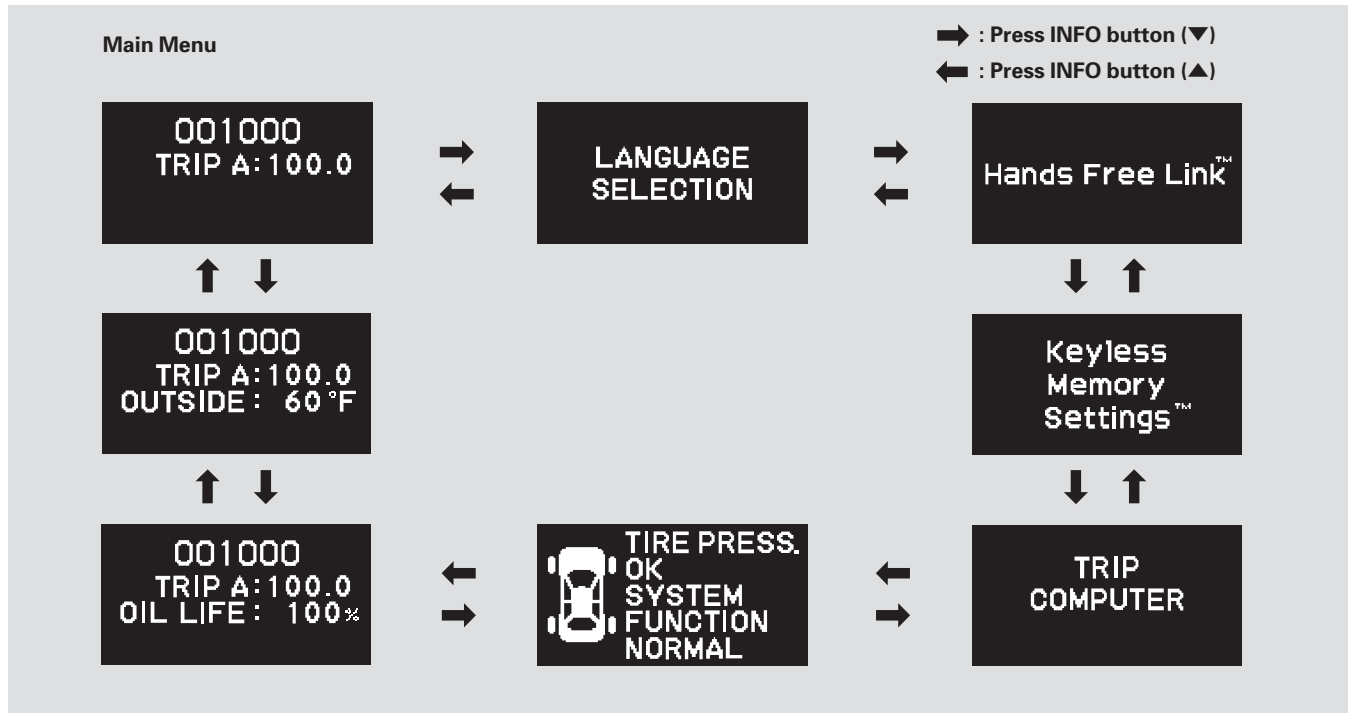 Main Menu
➡ : Press INFO button (▼)
⬅ : Press INFO button (▲)
001000
TRIP A:100.0
LANGUAGE
SELECTION
Hands Free Link™
001000
TRIP A:100.0
OUTSIDE: 60°F
Keyless
Memory
Settings™
001000
TRIP A:100.0
OIL LIFE: 100%
TIRE PRESS.
OK
SYSTEM
FUNCTION
NORMAL
TRIP
COMPUTER